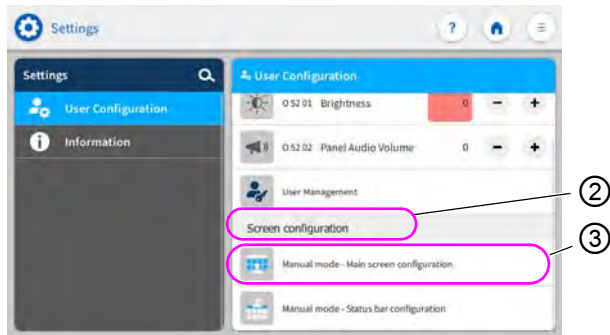 Settings
?
Settings
User Configuration
User Configuration
0 52 01 Brightness 0 - +
Information
0 52 02 Panel Audio Volume 0 - +
User Management
②
Screen configuration
③
Manual mode - Main screen configuration
Manual mode - Status bar configuration